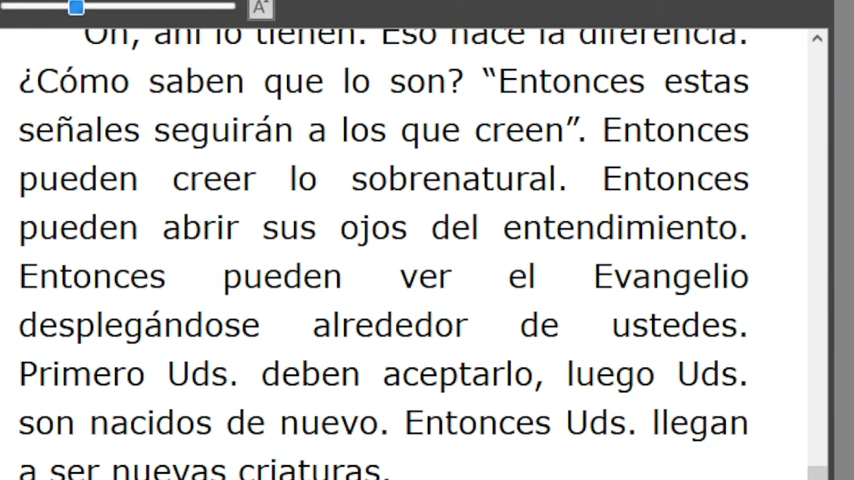 A
Oh, ahí lo tienen. Eso hace la diferencia.
¿Cómo saben que lo son? “Entonces estas
señales seguirán a los que creen”. Entonces
pueden creer lo sobrenatural. Entonces
pueden abrir sus ojos del entendimiento.
Entonces pueden ver el Evangelio
desplegándose alrededor de ustedes.
Primero Uds. deben aceptarlo, luego Uds.
son nacidos de nuevo. Entonces Uds. llegan
a ser nuevas criaturas.